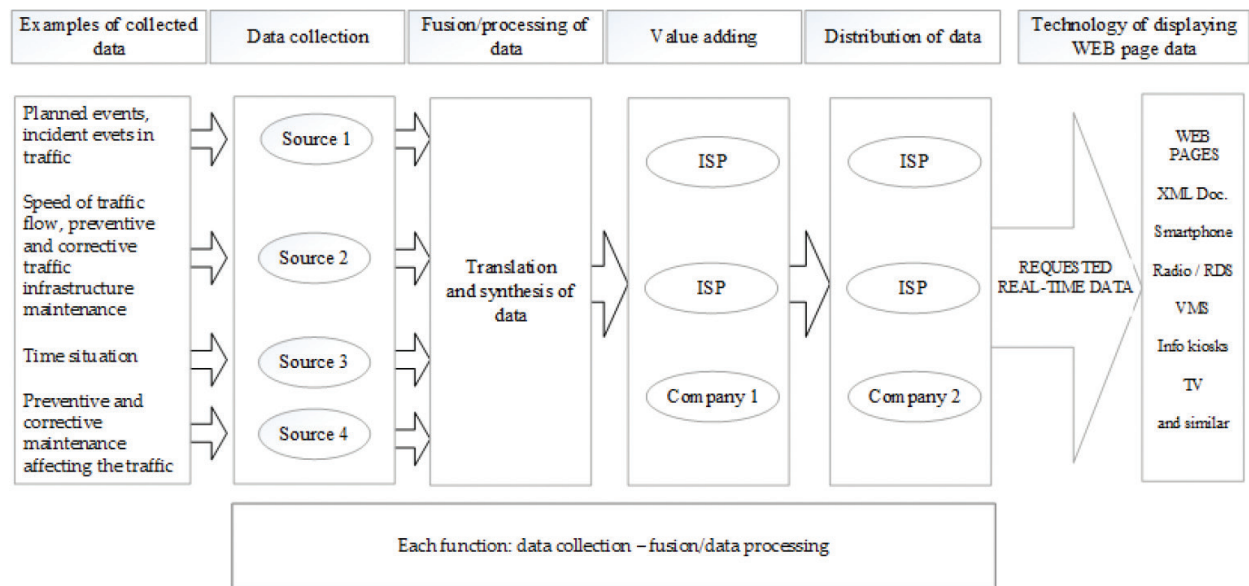 Examples of collected
data
Data collection
Fusion/processing of
data
Value adding
Distribution of data
Technology of displaying
WEB page data
Planned events,
incident evets in
traffic
Speed of traffic
flow, preventive
and corrective
traffic
infrastructure
maintenance
Time situation
Preventive and
corrective
maintenance
affecting the traffic
Source 1
Source 2
Source 3
Source 4
Translation
and synthesis of
data
ISP
ISP
Company 1
ISP
ISP
Company 2
REQUESTED
REAL-TIME DATA
WEB
PAGES
XML Doc.
Smartphone
Radio / RDS
VMS
Info kiosks
TV
and similar
Each function: data collection – fusion/data processing